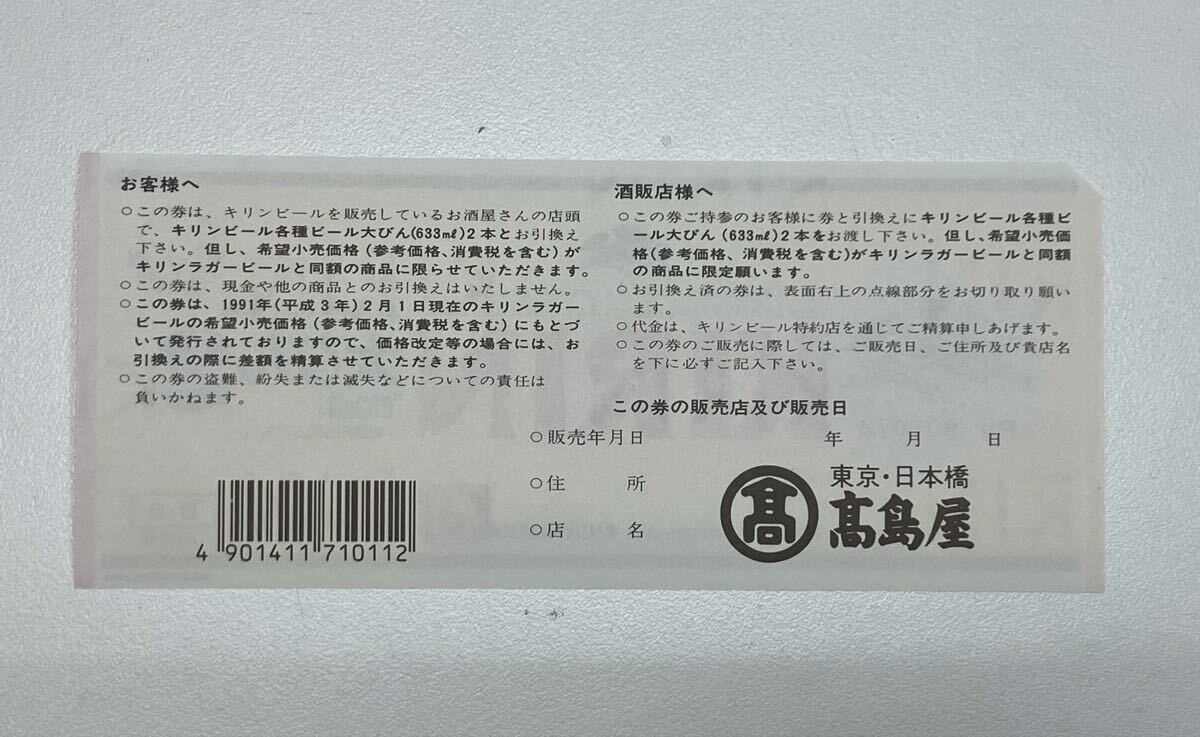 お客様へ
○この券は、キリンビールを販売しているお酒屋さんの店頭
で、キリンビール各種ビール大びん(633㎖)2本とお引換え
下さい。但し、希望小売価格(参考価格、消費税を含む)が
キリンラガービールと同額の商品に限らせていただきます。
○この券は、現金や他の商品とのお引換えはいたしません。
○この券は、1991年(平成3年)2月1日現在のキリンラガー
ビールの希望小売価格(参考価格、消費税を含む)にもとづ
いて発行されておりますので、価格改定等の場合には、お
引換えの際に差額を精算させていただきます。
○この券の盗難、紛失または滅失などについての責任は
負いかねます。
酒販店様へ
○この券ご持参のお客様に券と引換えにキリンビール各種ビ
ール大びん(633㎖)2本をお渡し下さい。但し、希望小売価
格(参考価格、消費税を含む)がキリンラガービールと同額
の商品に限定願います。
○お引換え済の券は、表面右上の点線部分をお切り取り願い
ます。
○代金は、キリンビール特約店を通じてご精算申しあげます。
○この券のご販売に際しては、ご販売日、ご住所及び貴店名
を下に必ずご記入下さい。
この券の販売店及び販売日
○販売年月日 年 月 日
○住 所
○店 名
髙
東京・日本橋
髙島屋
4 901411 710112